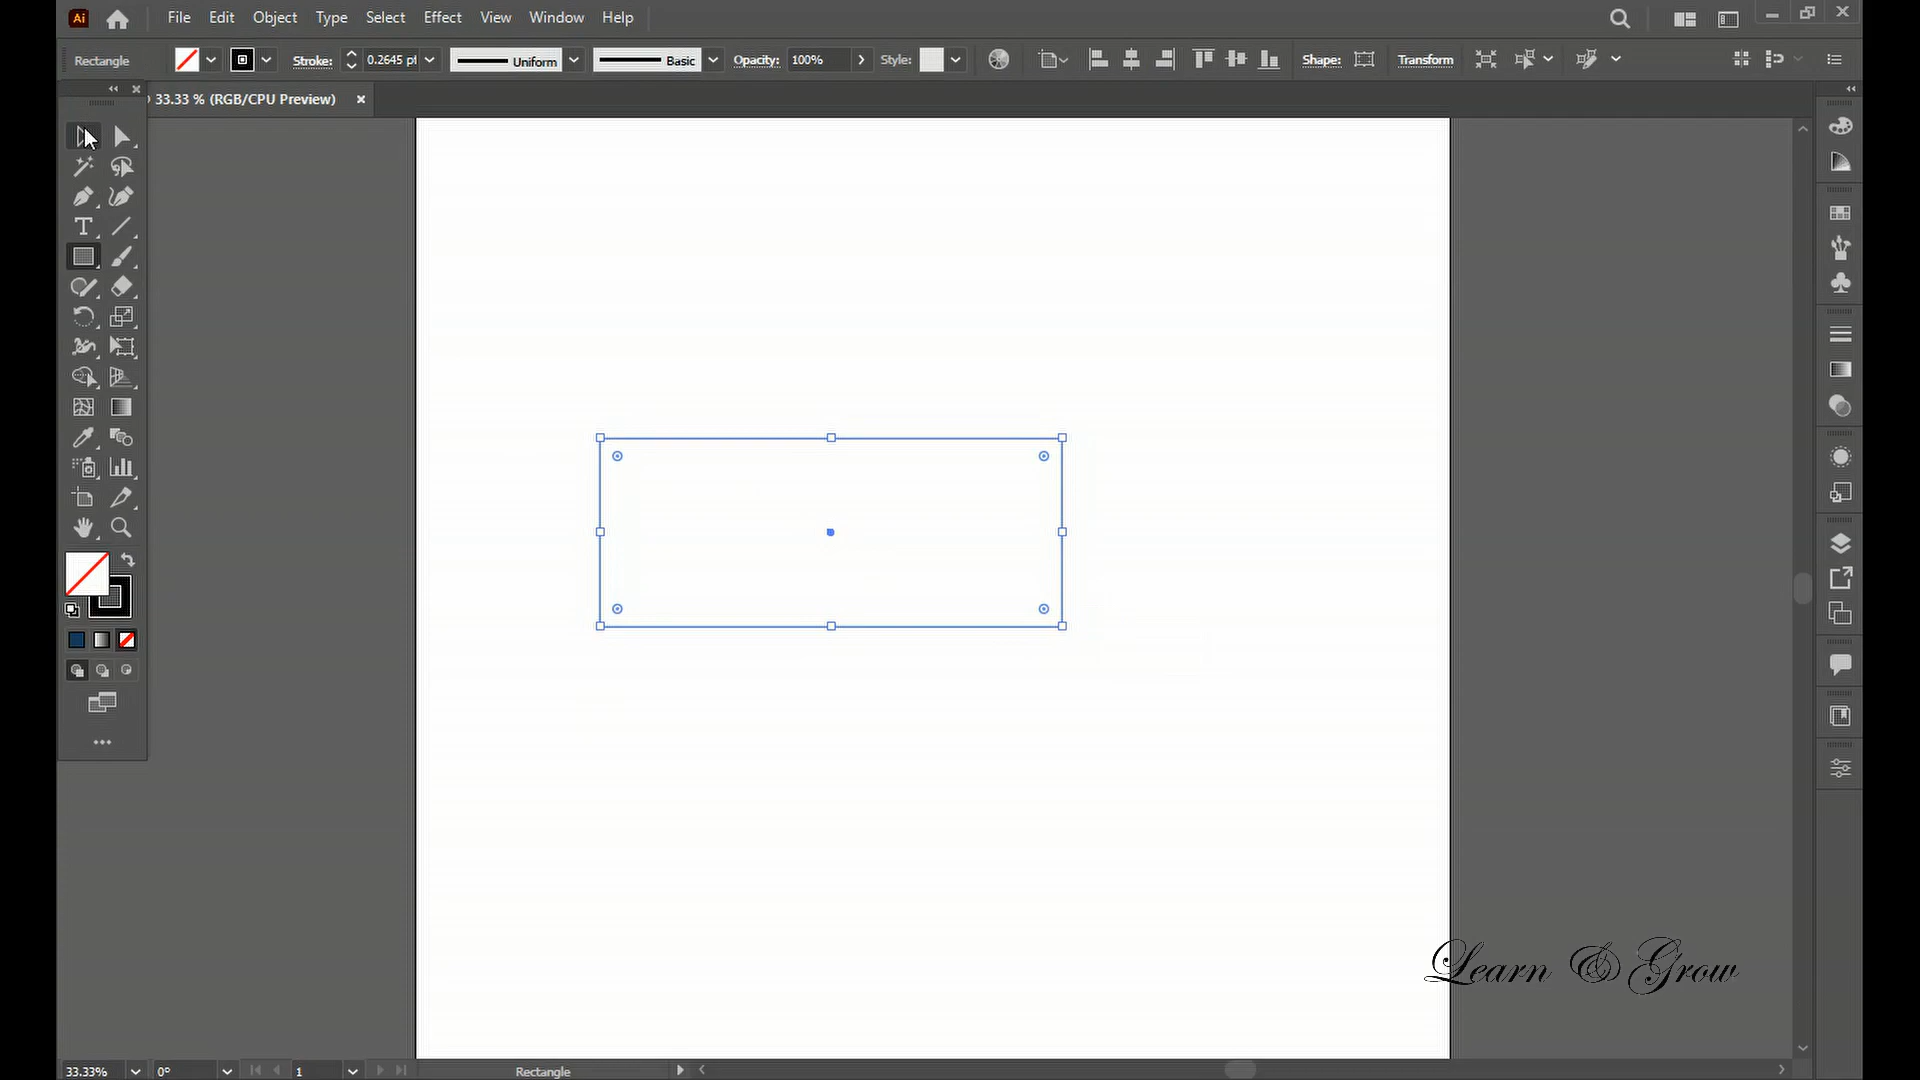 Ai File Edit Object Type Select Effect View Window Help
Rectangle Stroke: 0.2645 pt Uniform Basic Opacity: 100% Style: Shape: Transform
33.33 % (RGB/CPU Preview)
Learn & Grow
33.33% 0° 1 Rectangle